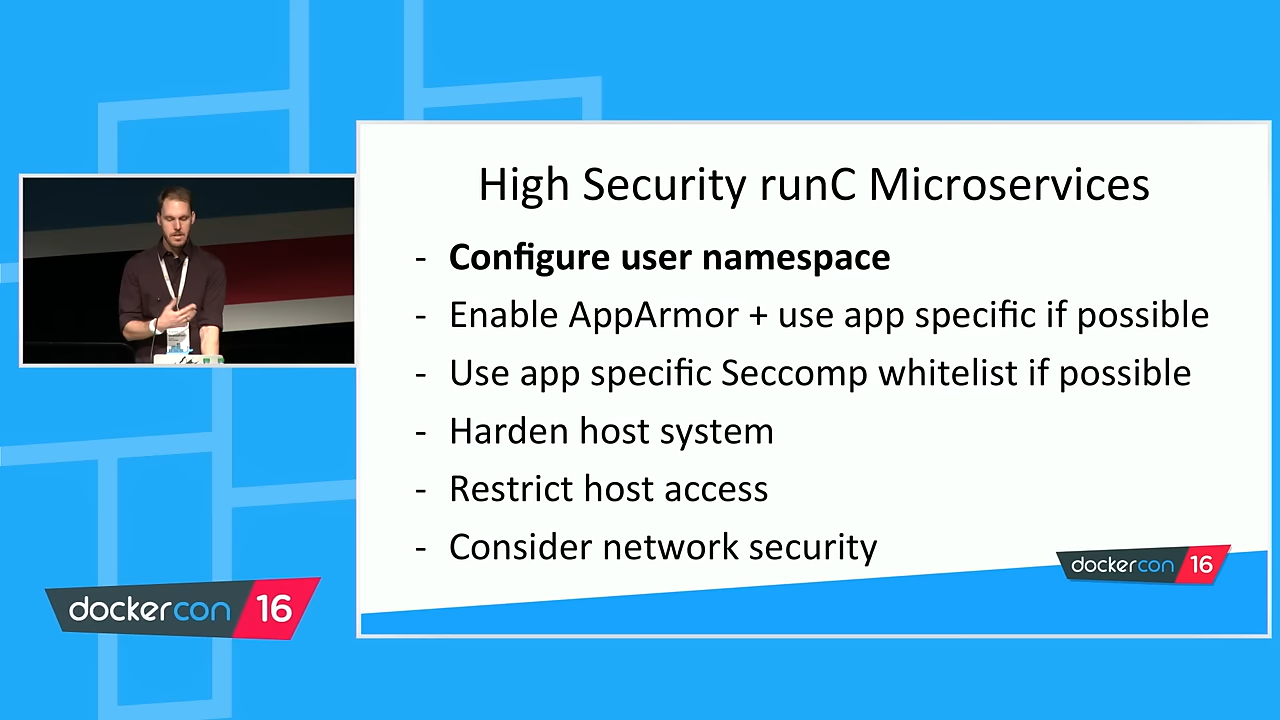 High Security runC Microservices
- Configure user namespace
- Enable AppArmor + use app specific if possible
- Use app specific Seccomp whitelist if possible
- Harden host system
- Restrict host access
- Consider network security
dockercon 16
dockercon 16